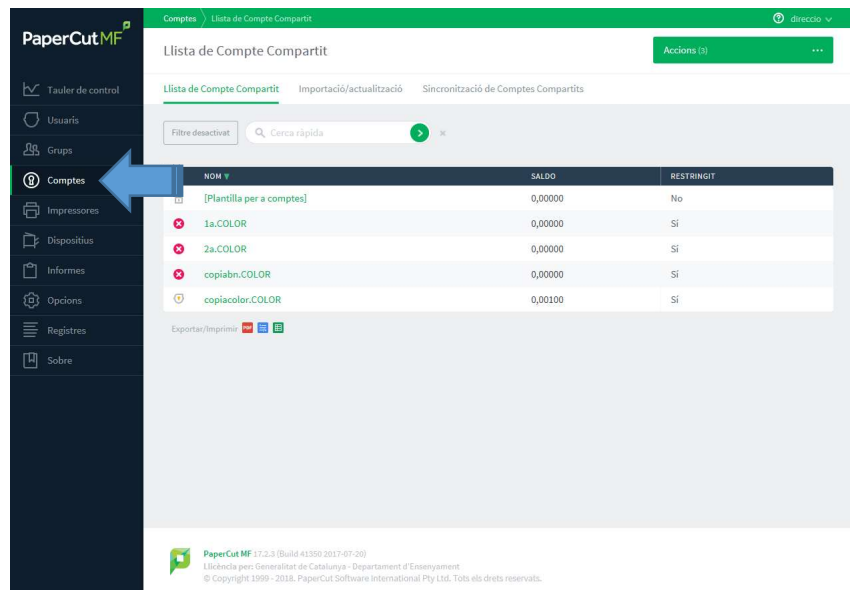 PaperCutMF
Comptes Llista de Compte Compartit
direccio
Llista de Compte Compartit
Accions (3)
Tauler de control
Usuaris
Grups
Comptes
Impressores
Dispositius
Informes
Opcions
Registres
Sobre
Llista de Compte Compartit Importació/actualització Sincronització de Comptes Compartits
Filtre desactivat Cerca ràpida
NOM SALDO RESTRINGIT
[Plantilla per a comptes] 0,00000 No
1a.COLOR 0,00000 Sí
2a.COLOR 0,00000 Sí
copiabn.COLOR 0,00000 Sí
copiacolor.COLOR 0,00100 Sí
Exportar/Imprimir PDF
PaperCut MF 17.2.3 (Build 41350 2017-07-20)
Llicència per: Generalitat de Catalunya - Departament d'Ensenyament
© Copyright 1999 - 2018. PaperCut Software International Pty Ltd. Tots els drets reservats.